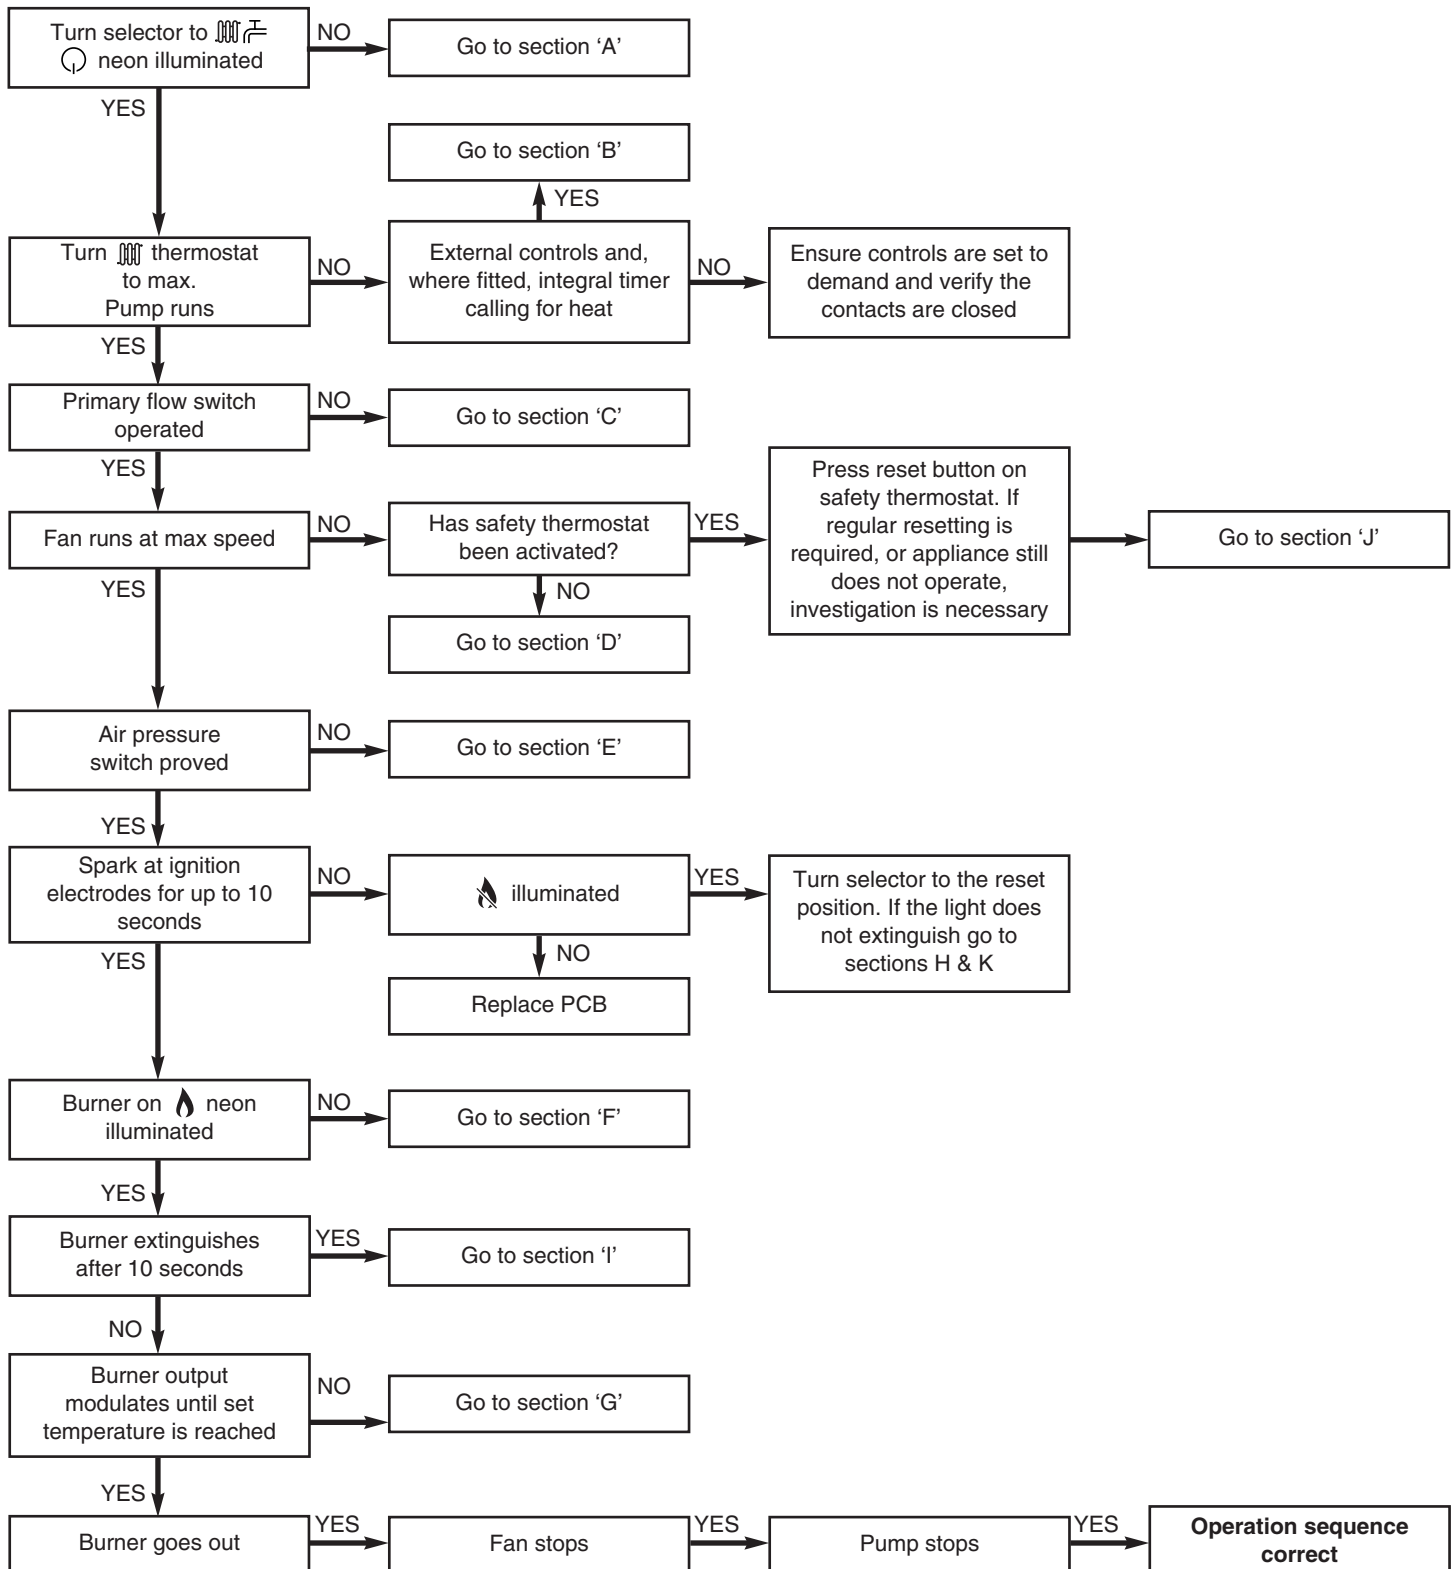 Turn selector to
neon illuminated
NO
Go to section ‘A’
YES
Go to section ‘B’
YES
Turn thermostat
to max.
Pump runs
NO
External controls and,
where fitted, integral timer
calling for heat
NO
Ensure controls are set to
demand and verify the
contacts are closed
YES
Primary flow switch
operated
NO
Go to section ‘C’
YES
Fan runs at max speed
NO
Has safety thermostat
been activated?
YES
Press reset button on
safety thermostat. If
regular resetting is
required, or appliance still
does not operate,
investigation is necessary
Go to section ‘J’
NO
Go to section ‘D’
YES
Air pressure
switch proved
NO
Go to section ‘E’
YES
Spark at ignition
electrodes for up to 10
seconds
NO
illuminated
YES
Turn selector to the reset
position. If the light does
not extinguish go to
sections H & K
NO
Replace PCB
YES
Burner on neon
illuminated
NO
Go to section ‘F’
YES
Burner extinguishes
after 10 seconds
YES
Go to section ‘I’
NO
Burner output
modulates until set
temperature is reached
NO
Go to section ‘G’
YES
Burner goes out
YES
Fan stops
YES
Pump stops
YES
Operation sequence
correct